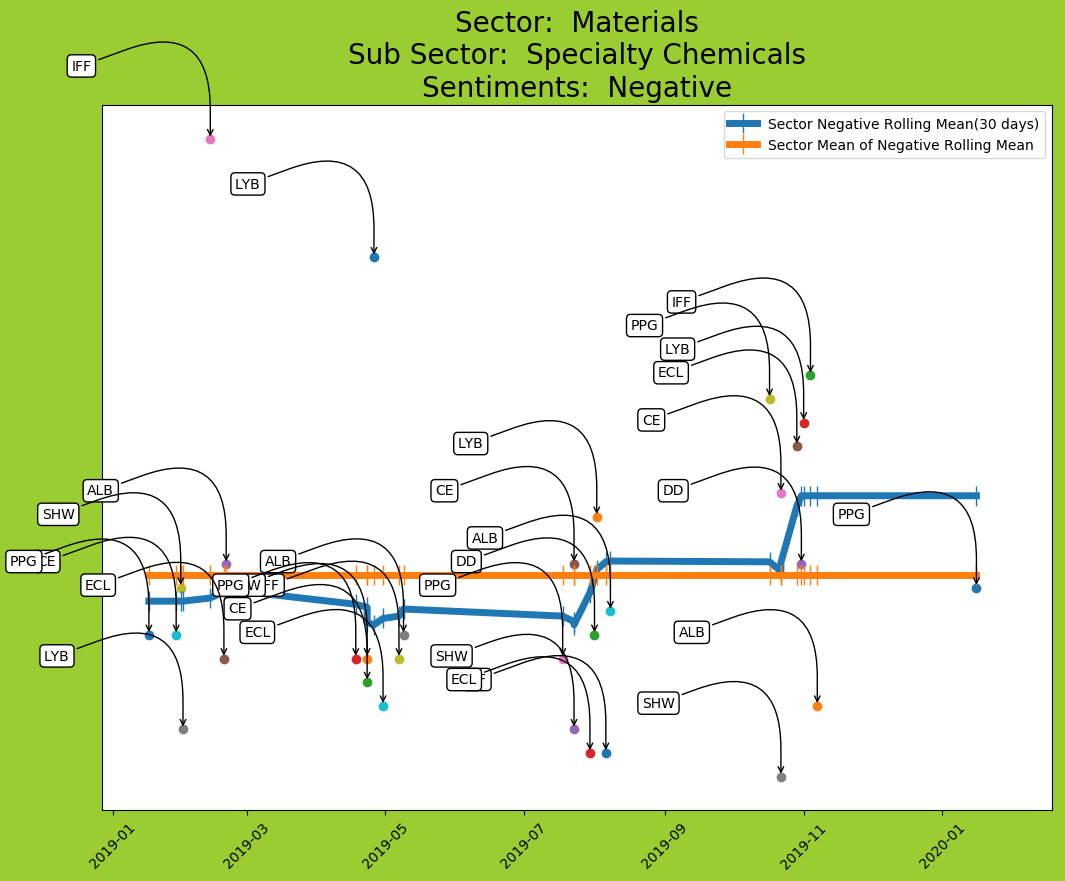 Sector:  Materials
Sub Sector:  Specialty Chemicals
Sentiments:  Negative
Sector Negative Rolling Mean(30 days)
Sector Mean of Negative Rolling Mean
IFF
LYB
IFF
PPG
LYB
ECL
CE
LYB
ALB
CE
DD
SHW
PPG
ALB
PPG
CE
ALB
DD
ECL
PPG
W
FF
PPG
CE
ECL
ALB
LYB
SHW
ECL
F
SHW
2019-01
2019-03
2019-05
2019-07
2019-09
2019-11
2020-01